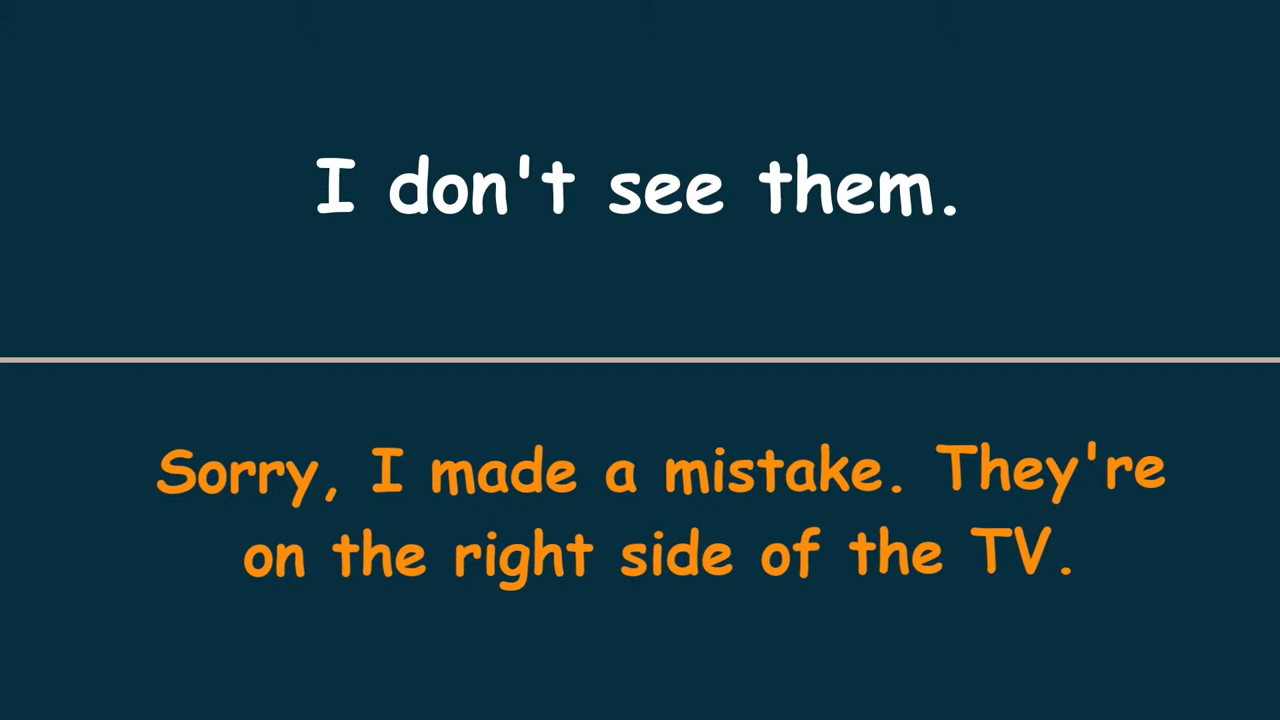 I don't see them.
Sorry, I made a mistake. They're
on the right side of the TV.